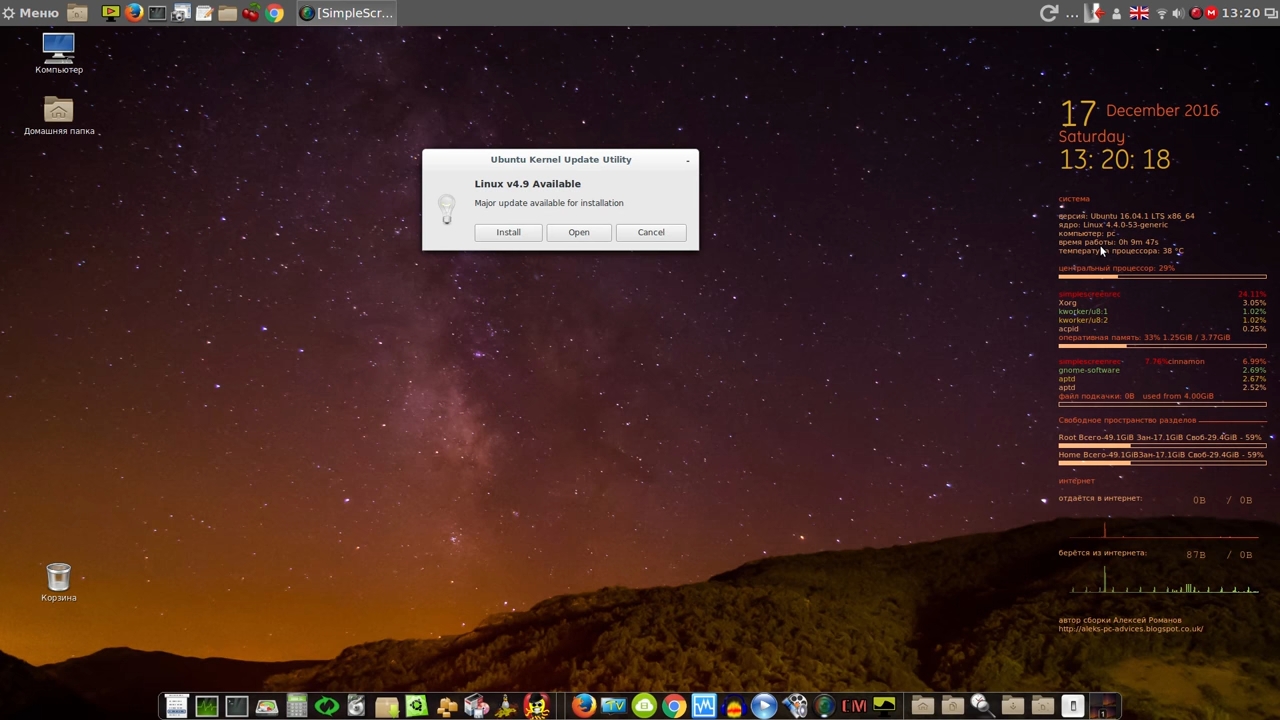 Меню
[SimpleScr...
...
13:20
Компьютер
Домашняя папка
Корзина
Ubuntu Kernel Update Utility
Linux v4.9 Available
Major update available for installation
Install
Open
Cancel
17 December 2016
Saturday
13: 20: 18
система
версия: Ubuntu 16.04.1 LTS x86_64
ядро: Linux 4.4.0-53-generic
компьютер: pc
время работы: 0h 9m 47s
температура процессора: 38 °C
центральный процессор: 29%
simplescreenrec 24.11%
Xorg 3.05%
kworker/u8:1 1.02%
kworker/u8:2 1.02%
acpid 0.25%
оперативная память: 33% 1.25GiB / 3.77GiB
simplescreenrec 7.76%cinnamon 6.99%
gnome-software 2.69%
aptd 2.67%
aptd 2.52%
файл подкачки: 0B used from 4.00GiB
Свободное пространство разделов
Root Всего-49.1GiB Зан-17.1GiB Своб-29.4GiB - 59%
Home Всего-49.1GiBЗан-17.1GiB Своб-29.4GiB - 59%
интернет
отдаётся в интернет: 0B / 0B
берётся из интернета: 87B / 0B
автор сборки Алексей Романов
http://aleks-pc-advices.blogspot.co.uk/
TV
EM
1